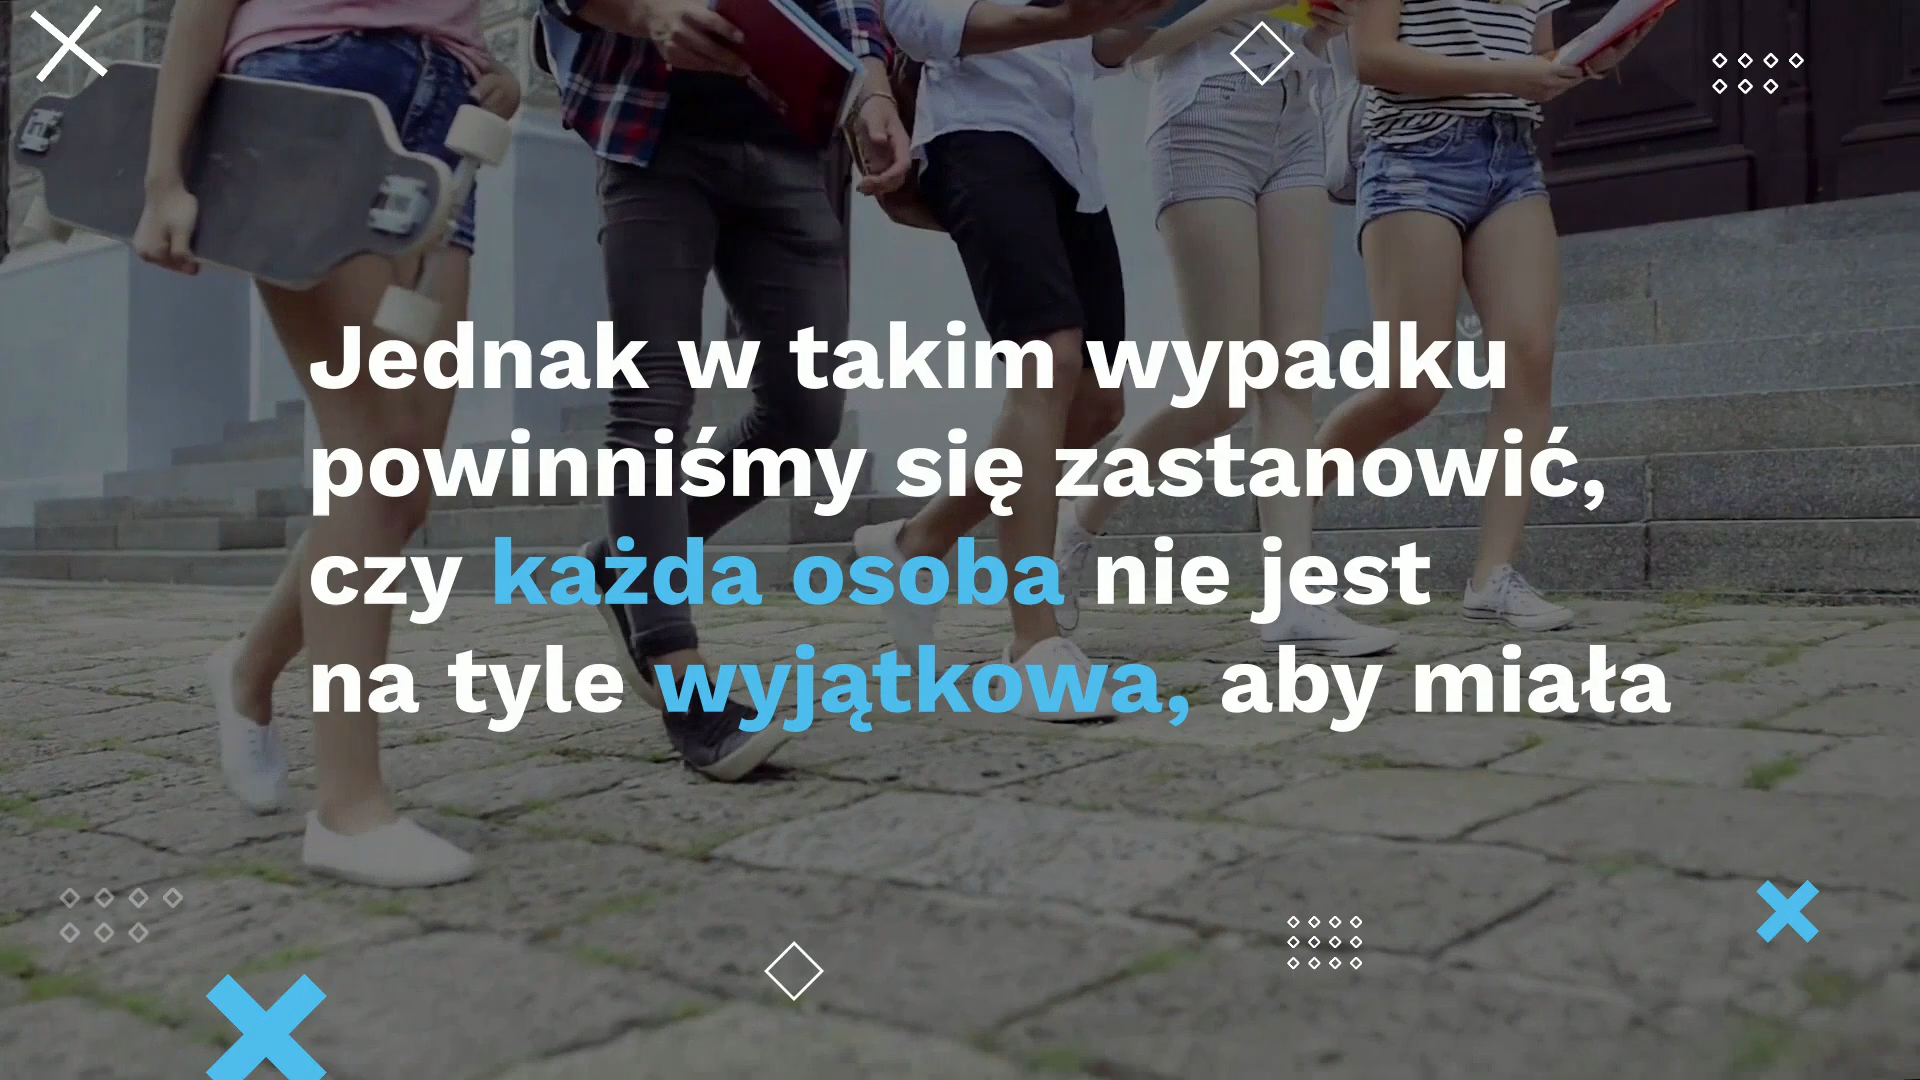 Jednak w takim wypadku
powinniśmy się zastanowić,
czy każda osoba nie jest
na tyle wyjątkowa, aby miała